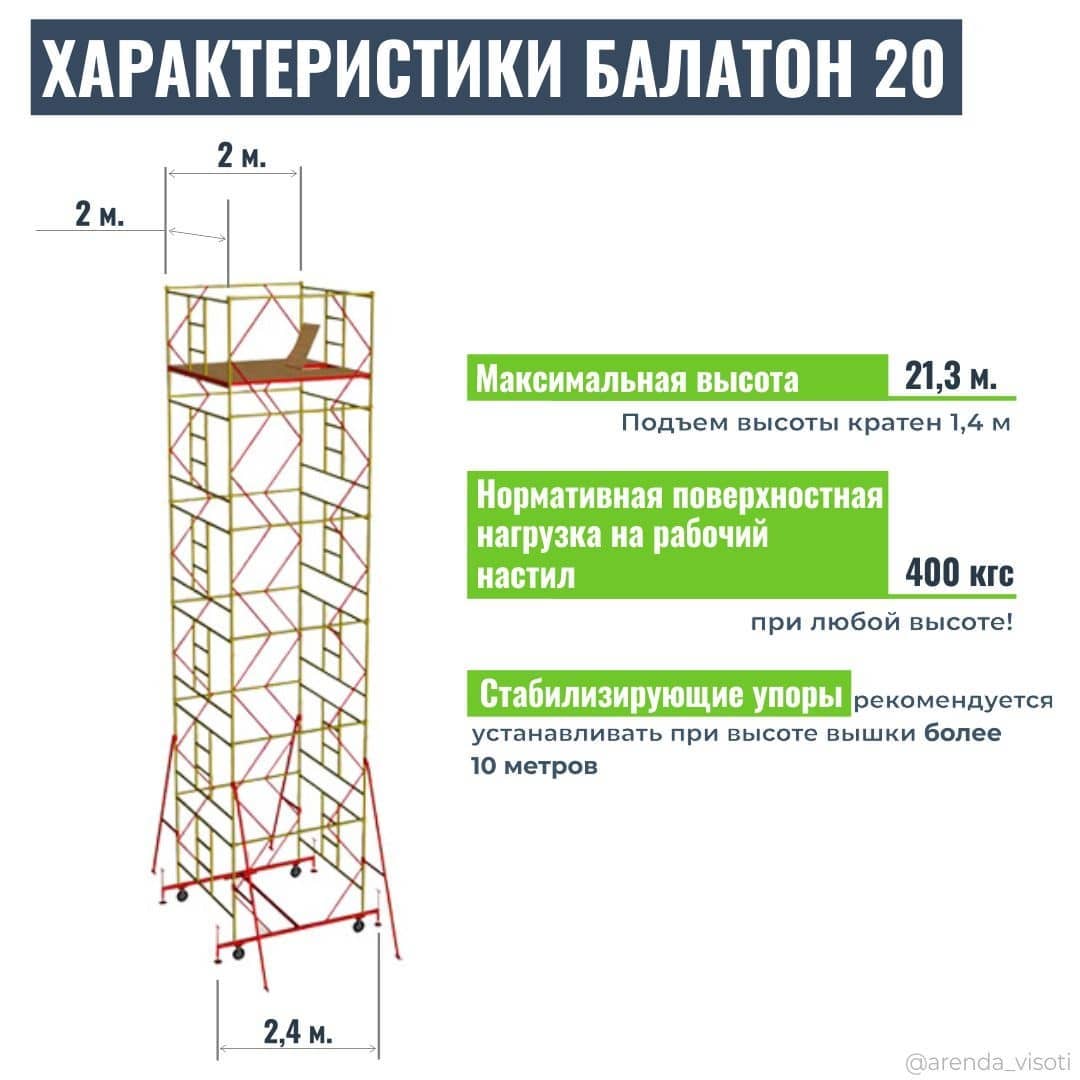 ХАРАКТЕРИСТИКИ БАЛАТОН 20
2 м.
2 м.
Максимальная высота 21,3 м.
Подъем высоты кратен 1,4 м
Нормативная поверхностная
нагрузка на рабочий
настил 400 кгс
при любой высоте!
Стабилизирующие упоры рекомендуется
устанавливать при высоте вышки более
10 метров
2,4 м.
@arenda_visoti